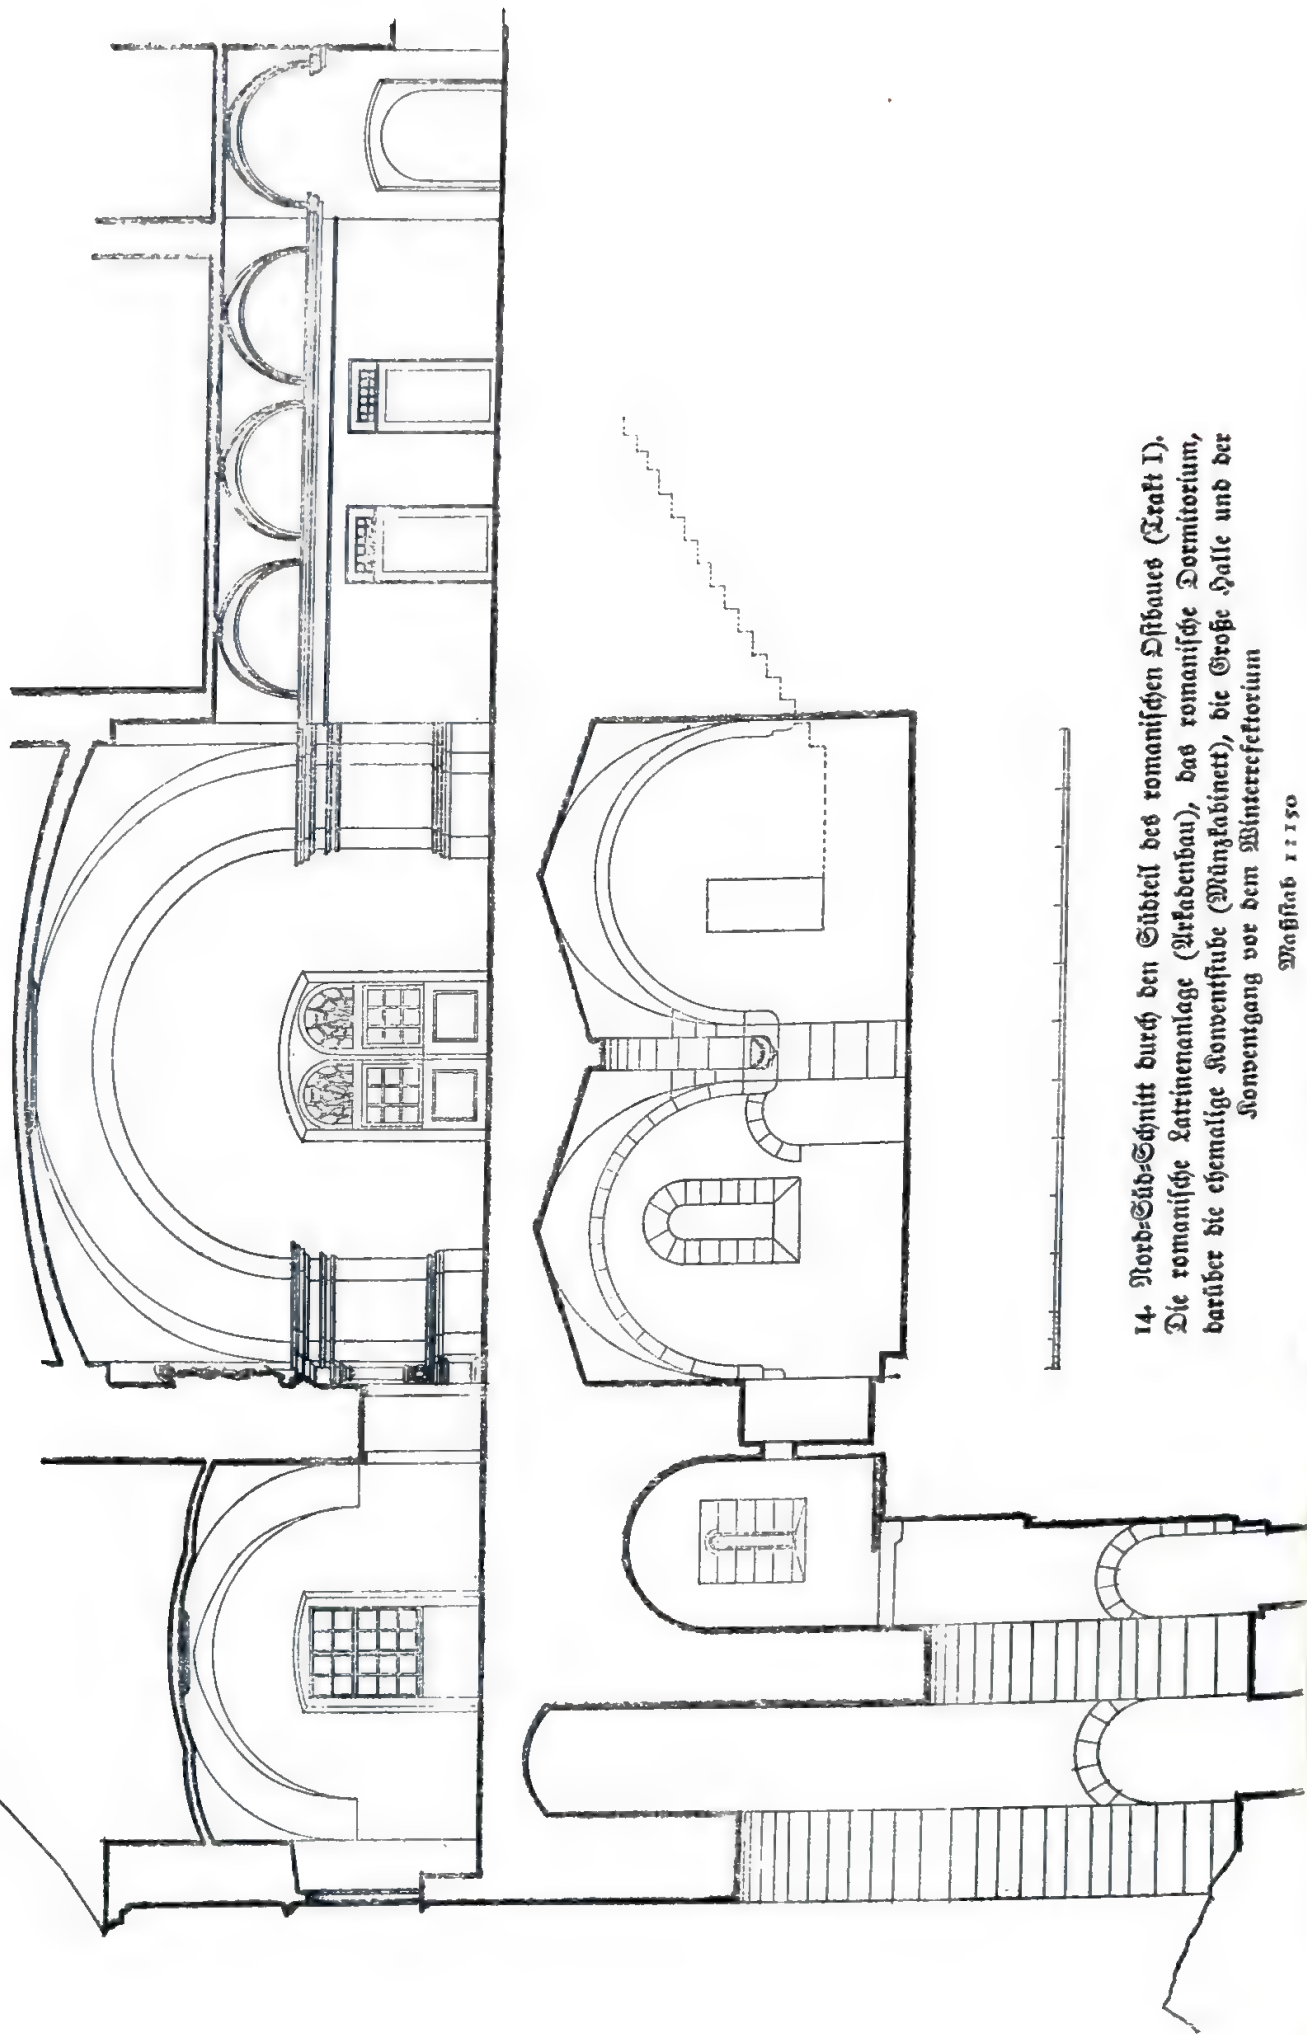 14. Nord-Süd-Schnitt durch den Südteil des romanischen Ostbaues (Trakt I).
Die romanische Latrinenanlage (Arkadenbau), das romanische Dormitorium,
darüber die ehemalige Konventstube (Münzkabinett), die Große Halle und der
Konventgang vor dem Winterrefektorium
Maßstab 1:150